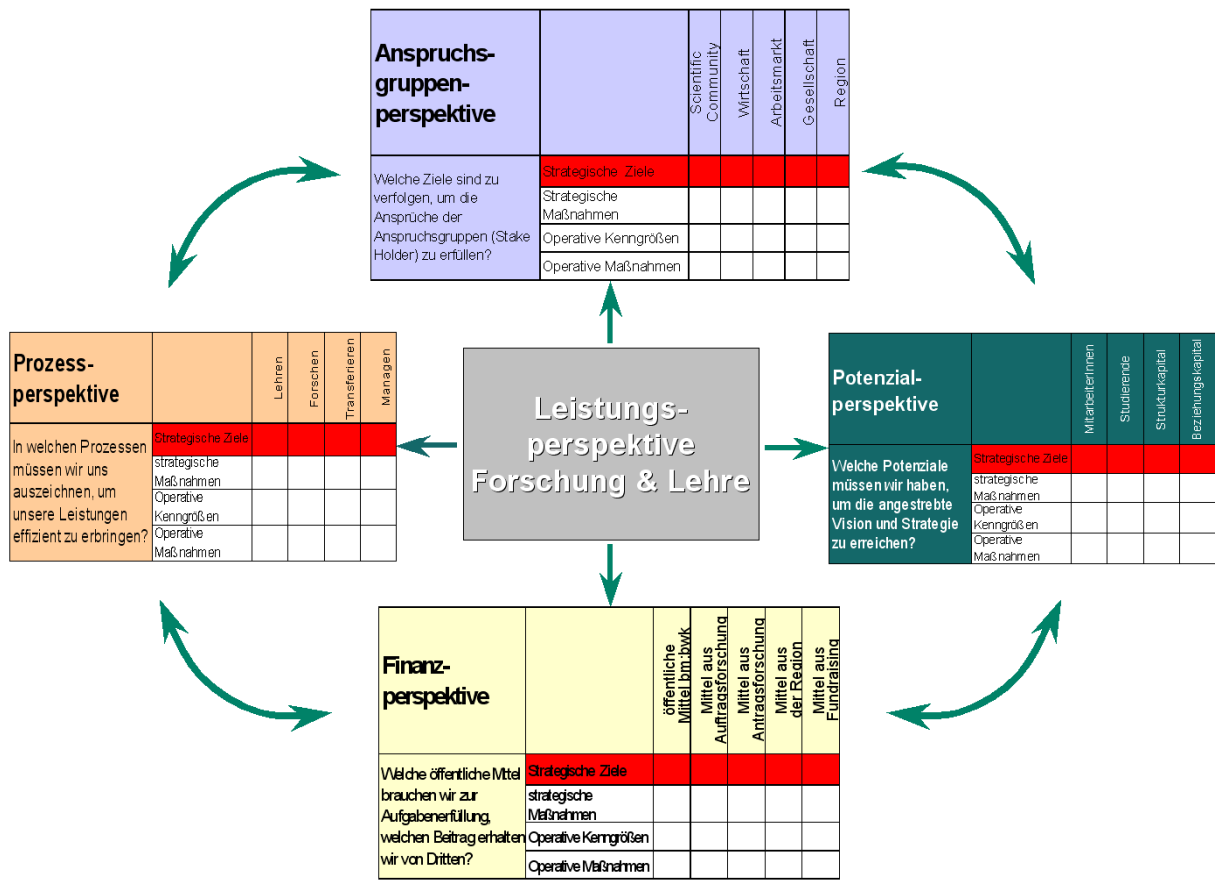 Anspruchs-
gruppen-
perspektive
Scientific
Community
Wirtschaft
Arbeitsmarkt
Gesellschaft
Region
Welche Ziele sind zu
verfolgen, um die
Ansprüche der
Anspruchsgruppen (Stake
Holder) zu erfüllen?
Strategische Ziele
Strategische
Maßnahmen
Operative Kenngrößen
Operative Maßnahmen
Prozess-
perspektive
Lehren
Forschen
Transferieren
Managen
In welchen Prozessen
müssen wir uns
auszeichnen, um
unsere Leistungen
effizient zu erbringen?
Strategische Ziele
strategische
Maßnahmen
Operative
Kenngrößen
Operative
Maßnahmen
Leistungs-
perspektive
Forschung & Lehre
Potenzial-
perspektive
MitarbeiterInnen
Studierende
Strukturkapital
Beziehungskapital
Welche Potenziale
müssen wir haben,
um die angestrebte
Vision und Strategie
zu erreichen?
Strategische Ziele
strategische
Maßnahmen
Operative
Kenngrößen
Operative
Maßnahmen
Finanz-
perspektive
öffentliche
Mittel bm:bwk
Mittel aus
Auftragsforschung
Mittel aus
Antragsforschung
Mittel aus
der Region
Mittel aus
Fundraising
Welche öffentliche Mittel
brauchen wir zur
Aufgabenerfüllung,
welchen Beitrag erhalten
wir von Dritten?
Strategische Ziele
strategische
Maßnahmen
Operative Kenngrößen
Operative Maßnahmen